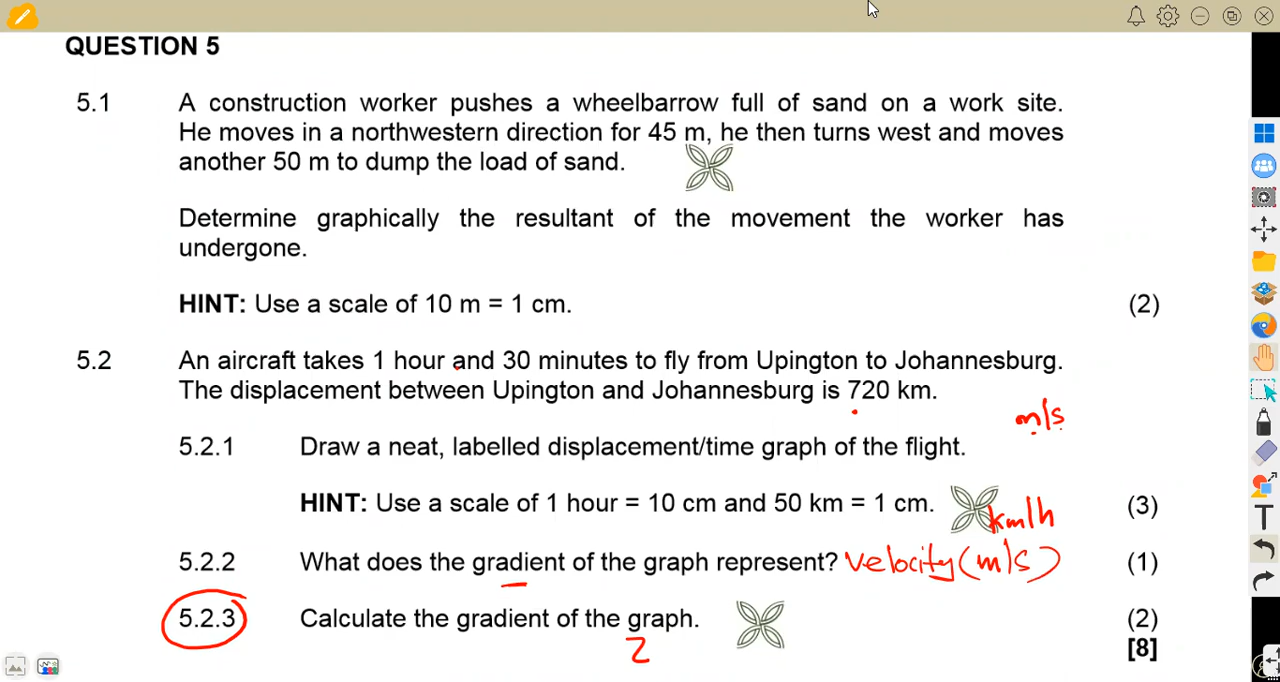 QUESTION 5
5.1 A construction worker pushes a wheelbarrow full of sand on a work site.
He moves in a northwestern direction for 45 m, he then turns west and moves
another 50 m to dump the load of sand.
Determine graphically the resultant of the movement the worker has
undergone.
HINT: Use a scale of 10 m = 1 cm. (2)
5.2 An aircraft takes 1 hour and 30 minutes to fly from Upington to Johannesburg.
The displacement between Upington and Johannesburg is 720 km.
m/s
5.2.1 Draw a neat, labelled displacement/time graph of the flight.
HINT: Use a scale of 1 hour = 10 cm and 50 km = 1 cm. (3)
km/h
5.2.2 What does the gradient of the graph represent? velocity (m/s) (1)
5.2.3 Calculate the gradient of the graph. (2)
[8]
T